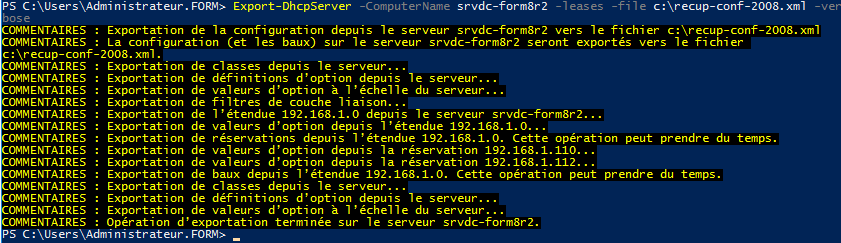 PS C:\Users\Administrateur.FORM> Export-DhcpServer -ComputerName srvdc-form8r2 -leases -file c:\recup-conf-2008.xml -ver
bose
COMMENTAIRES : Exportation de la configuration depuis le serveur srvdc-form8r2 vers le fichier c:\recup-conf-2008.xml
COMMENTAIRES : La configuration (et les baux) sur le serveur srvdc-form8r2 seront exportés vers le fichier
c:\recup-conf-2008.xml.
COMMENTAIRES : Exportation de classes depuis le serveur...
COMMENTAIRES : Exportation de définitions d'option depuis le serveur...
COMMENTAIRES : Exportation de valeurs d'option à l'échelle du serveur...
COMMENTAIRES : Exportation de filtres de couche liaison...
COMMENTAIRES : Exportation de l'étendue 192.168.1.0 depuis le serveur srvdc-form8r2...
COMMENTAIRES : Exportation de valeurs d'option depuis l'étendue 192.168.1.0...
COMMENTAIRES : Exportation de réservations depuis l'étendue 192.168.1.0. Cette opération peut prendre du temps.
COMMENTAIRES : Exportation de valeurs d'option depuis la réservation 192.168.1.110...
COMMENTAIRES : Exportation de valeurs d'option depuis la réservation 192.168.1.112...
COMMENTAIRES : Exportation de baux depuis l'étendue 192.168.1.0. Cette opération peut prendre du temps.
COMMENTAIRES : Exportation de classes depuis le serveur...
COMMENTAIRES : Exportation de définitions d'option depuis le serveur...
COMMENTAIRES : Exportation de valeurs d'option à l'échelle du serveur...
COMMENTAIRES : Opération d'exportation terminée sur le serveur srvdc-form8r2.
PS C:\Users\Administrateur.FORM> _